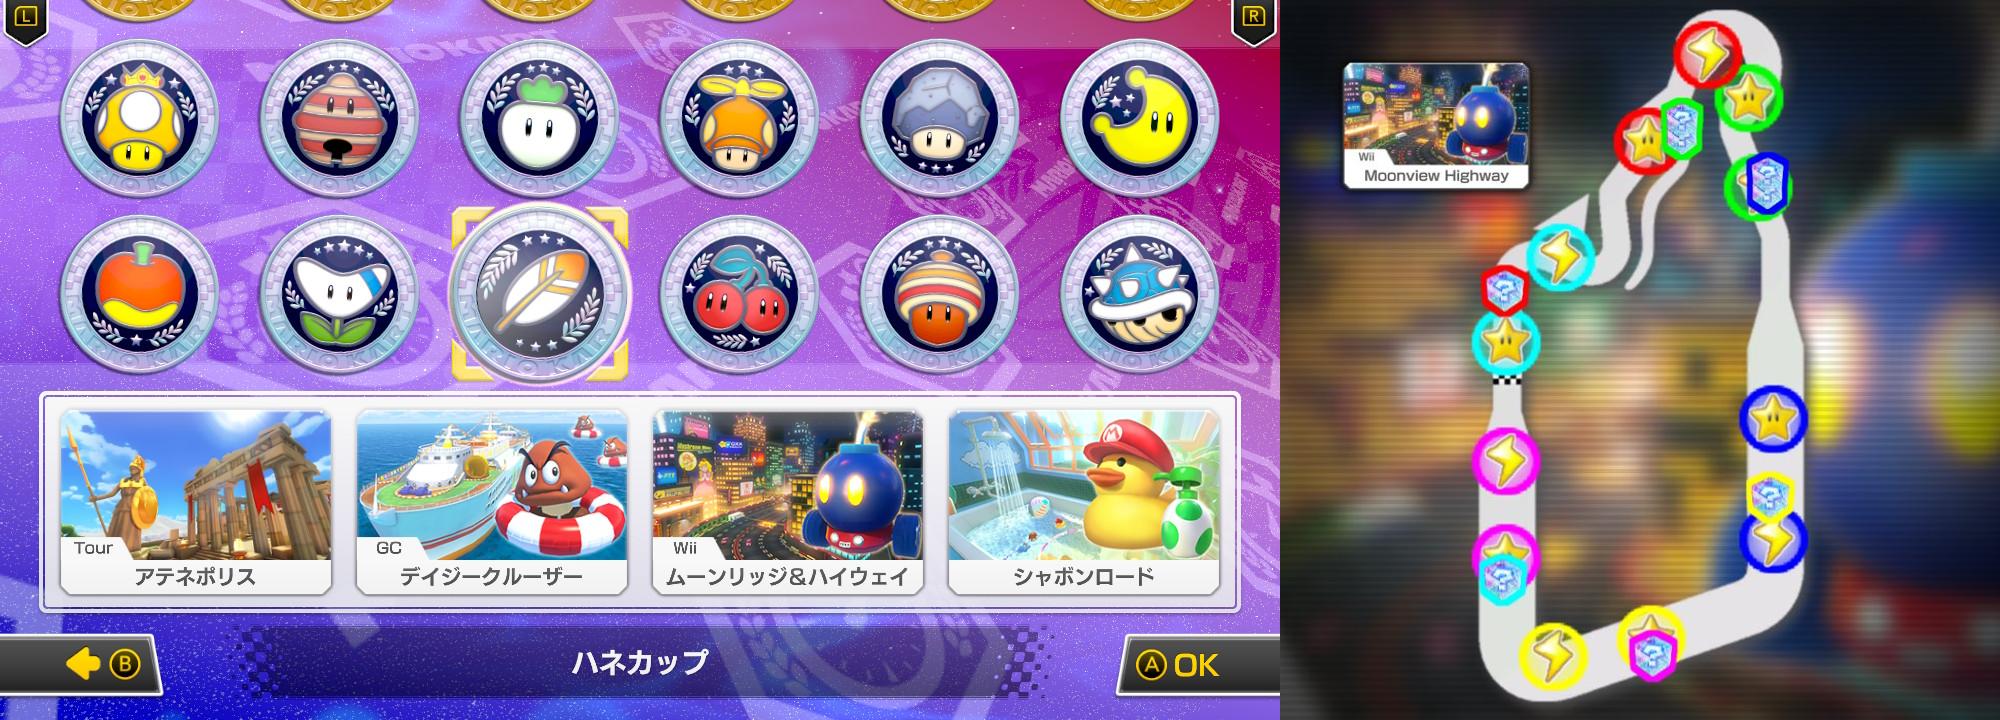 L
R
Tour
アテネポリス
GC
デイジークルーザー
Wii
ムーンリッジ&ハイウェイ
シャボンロード
B
ハネカップ
A OK
Wii
Moonview Highway